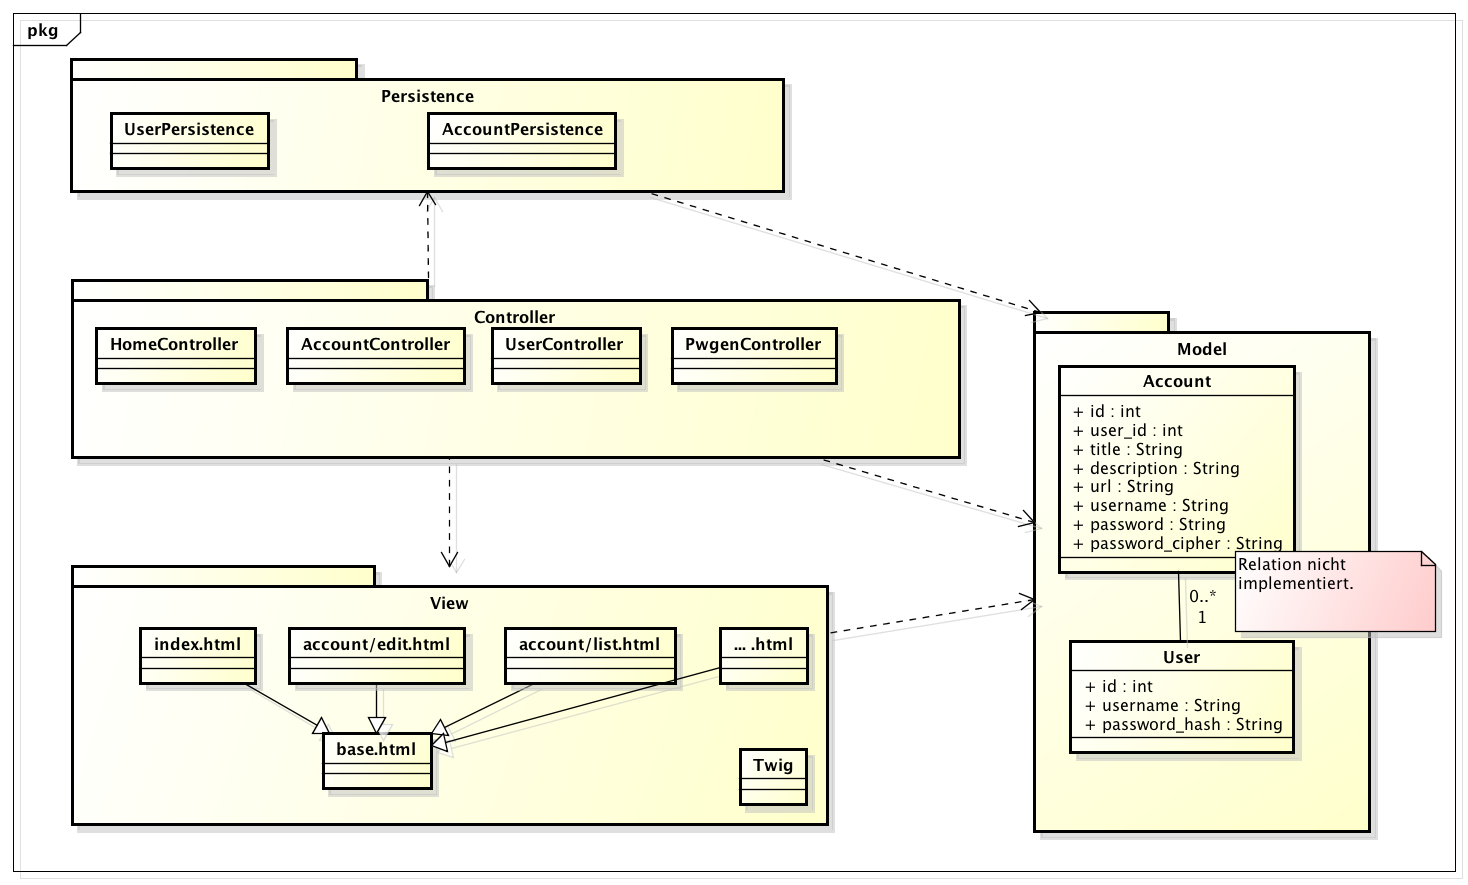 pkg
Persistence
UserPersistence
AccountPersistence
Controller
HomeController
AccountController
UserController
PwgenController
Model
Account
+ id : int
+ user_id : int
+ title : String
+ description : String
+ url : String
+ username : String
+ password : String
+ password_cipher : String
Relation nicht
implementiert.
0..*
1
User
+ id : int
+ username : String
+ password_hash : String
View
index.html
account/edit.html
account/list.html
... .html
base.html
Twig